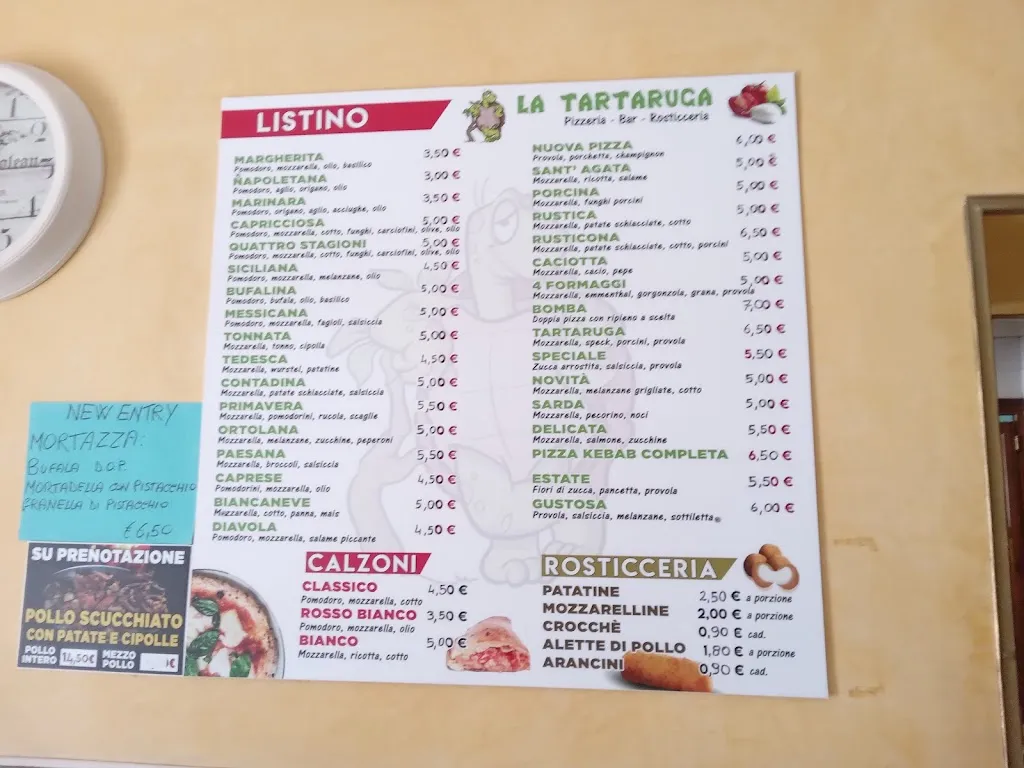 LISTINO
MARGHERITA 3,50 €
Pomodoro, mozzarella, olio, basilico
NAPOLETANA 3,00 €
Pomodoro, aglio, origano, olio
MARINARA 3,50 €
Pomodoro, origano, aglio, acciughe, olio
CAPRICCIOSA 5,00 €
Pomodoro, mozzarella, cotto, funghi, carciofini, olive, olio
QUATTRO STAGIONI 5,00 €
Pomodoro, mozzarella, cotto, funghi, carciofini, olive, olio
SICILIANA 4,50 €
Pomodoro, mozzarella, melanzane, olio
BUFALINA 5,00 €
Pomodoro, bufala, olio, basilico
MESSICANA 5,00 €
Pomodoro, mozzarella, fagioli, salsiccia
TONNATA 5,00 €
Mozzarella, tonno, cipolla
TEDESCA 4,50 €
Mozzarella, wurstel, patatine
CONTADINA 5,00 €
Mozzarella, patate schiacciate, salsiccia
PRIMAVERA 5,50 €
Mozzarella, pomodorini, rucola, scaglie
ORTOLANA 5,00 €
Mozzarella, melanzane, zucchine, peperoni
PAESANA 5,50 €
Mozzarella, broccoli, salsiccia
CAPRESE 4,50 €
Pomodorini, mozzarella, olio
BIANCANEVE 5,00 €
Mozzarella, cotto, panna, mais
DIAVOLA 4,50 €
Pomodoro, mozzarella, salame piccante
LA TARTARUGA
Pizzeria - Bar - Rosticceria
NUOVA PIZZA 6,00 €
Provola, porchetta, champignon
SANT' AGATA 5,00 €
Mozzarella, ricotta, salame
PORCINA 5,00 €
Mozzarella, funghi porcini
RUSTICA 5,00 €
Mozzarella, patate schiacciate, cotto
RUSTICONA 6,50 €
Mozzarella, patate schiacciate, cotto, porcini
CACIOTTA 5,00 €
Mozzarella, cacio, pepe
4 FORMAGGI 5,00 €
Mozzarella, emmenthal, gorgonzola, grana, provola
BOMBA 7,00 €
Doppia pizza con ripieno a scelta
TARTARUGA 6,50 €
Mozzarella, speck, porcini, provola
SPECIALE 5,50 €
Zucca arrostita, salsiccia, provola
NOVITÀ 5,00 €
Mozzarella, melanzane grigliate, cotto
SARDA 5,00 €
Mozzarella, pecorino, noci
DELICATA 5,50 €
Mozzarella, salmone, zucchine
PIZZA KEBAB COMPLETA 6,50 €
ESTATE 5,50 €
Fiori di zucca, pancetta, provola
GUSTOSA 6,00 €
Provola, salsiccia, melanzane, sottiletta
CALZONI
CLASSICO 4,50 €
Pomodoro, mozzarella, cotto
ROSSO BIANCO 3,50 €
Pomodoro, mozzarella, olio
BIANCO 5,00 €
Mozzarella, ricotta, cotto
ROSTICCERIA
PATATINE 2,50 € a porzione
MOZZARELLINE 2,00 € a porzione
CROCCHÈ 0,90 € cad.
ALETTE DI POLLO 1,80 € a porzione
ARANCINI 0,90 € cad.
NEW ENTRY
MORTAZZA:
BUFALA D.O.P.
MORTADELLA CON PISTACCHIO
GRANELLA DI PISTACCHIO
€ 6,50
SU PRENOTAZIONE
POLLO SCUCCHIATO
CON PATATE E CIPOLLE
POLLO INTERO 14,50€ MEZZO POLLO €